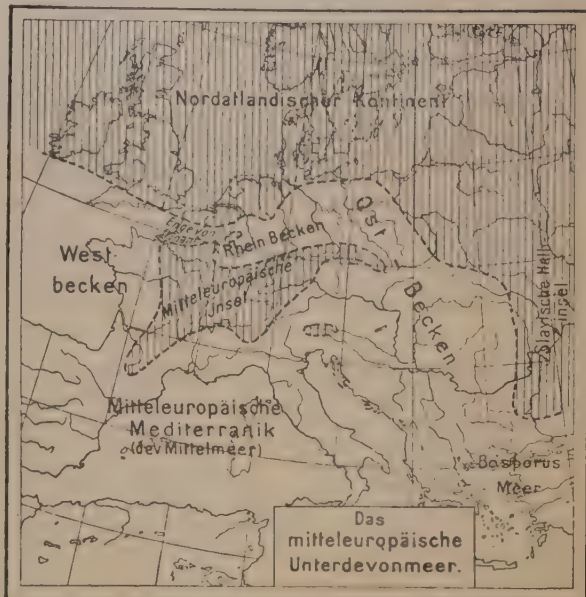 Nordatlandischer Kontinent
West
becken
Rhein Becken
Ost
Becken
Mitteleuropäische
Insel
Slavische Halb
insel
Mitteleuropäische
Mediterranik
(dev Mittelmeer)
Bosporus
Meer
Das
mitteleuropäische
Unterdevonmeer.